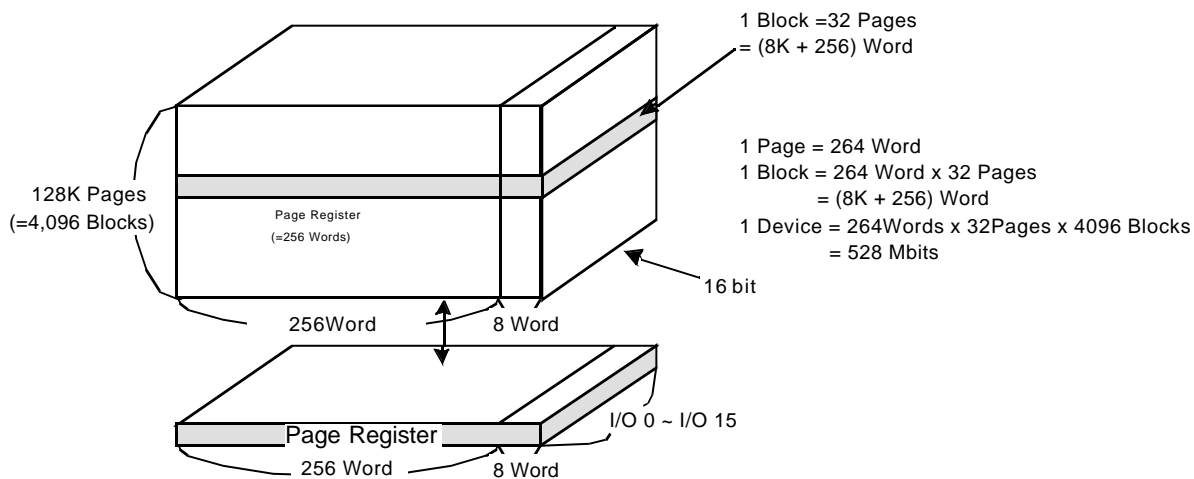 1 Block =32 Pages
= (8K + 256) Word
1 Page = 264 Word
1 Block = 264 Word x 32 Pages
= (8K + 256) Word
1 Device = 264Words x 32Pages x 4096 Blocks
= 528 Mbits
128K Pages
(=4,096 Blocks)
Page Register
(=256 Words)
16 bit
256Word
8 Word
I/O 0 ~ I/O 15
Page Register
256 Word
8 Word